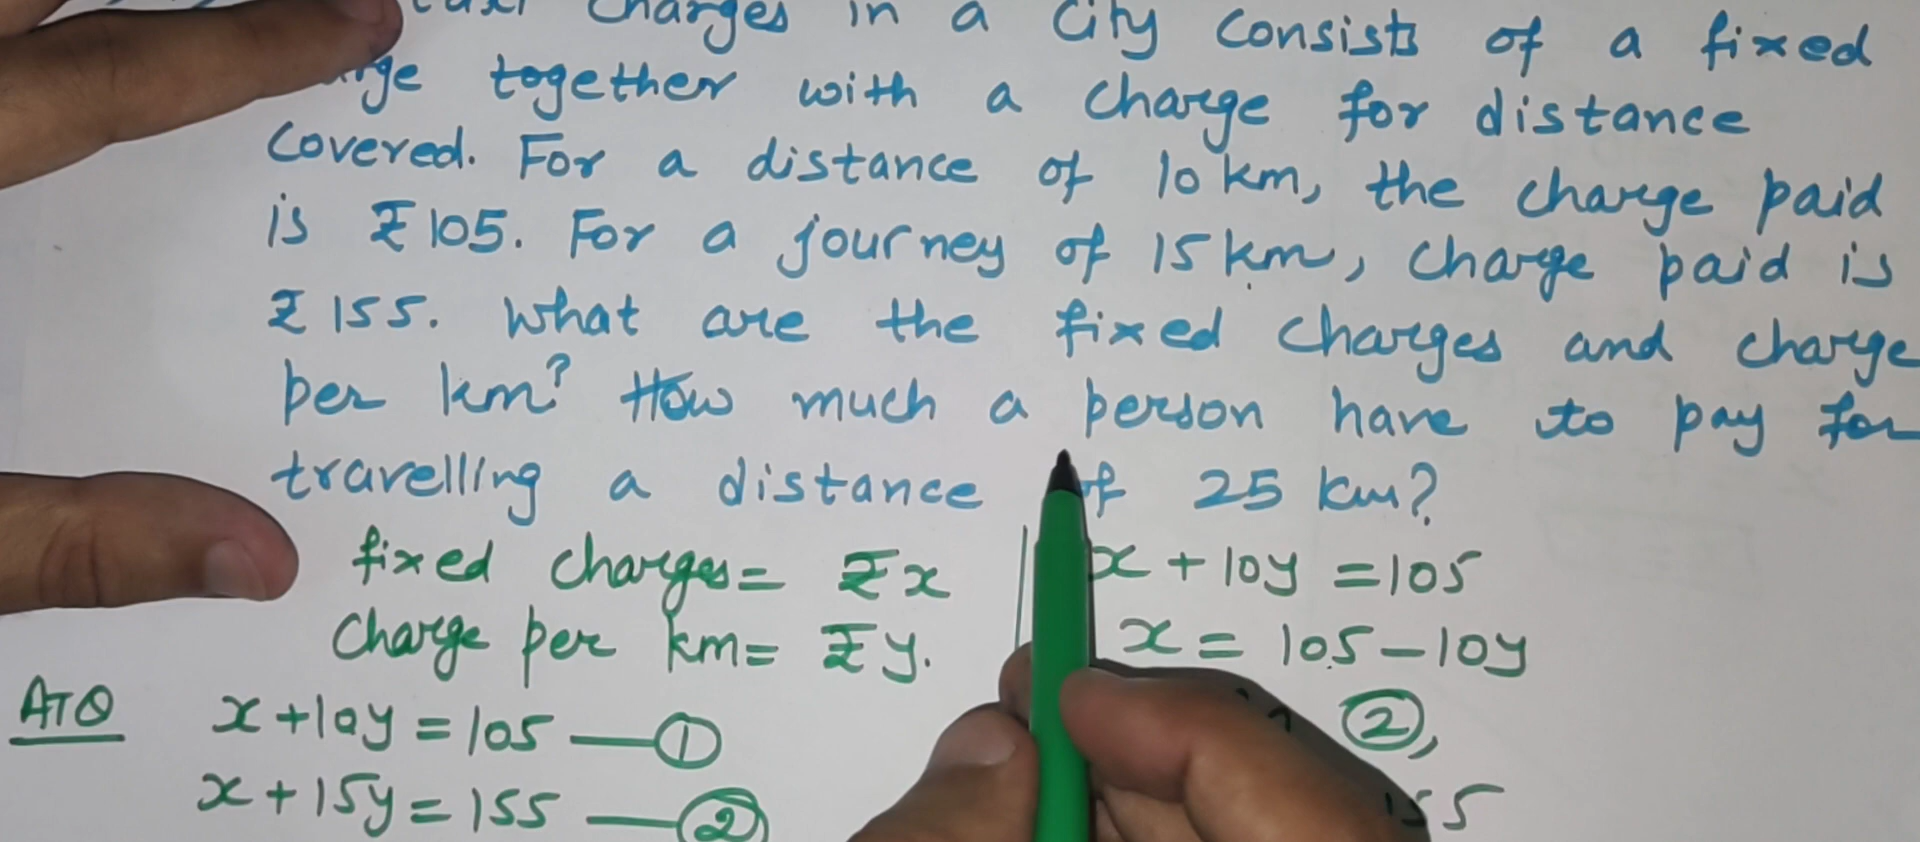 charges in a city consists of a fixed
together with a charge for distance
covered. For a distance of 10 km, the charge paid
is ₹105. For a journey of 15 km, charge paid is
₹155. What are the fixed charges and charge
per km? How much a person have to pay for
travelling a distance of 25 km?
fixed charges = ₹x
x + 10y = 105
Charge per km = ₹y.
x = 105 - 10y
ATQ x + 10y = 105 — ①
②,
x + 15y = 155 — ②
155